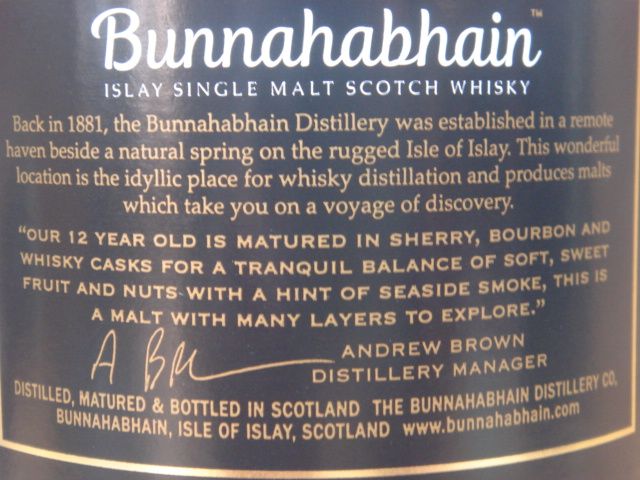 Bunnahabhain™
ISLAY SINGLE MALT SCOTCH WHISKY
Back in 1881, the Bunnahabhain Distillery was established in a remote
haven beside a natural spring on the rugged Isle of Islay. This wonderful
location is the idyllic place for whisky distillation and produces malts
which take you on a voyage of discovery.
"OUR 12 YEAR OLD IS MATURED IN SHERRY, BOURBON AND
WHISKY CASKS FOR A TRANQUIL BALANCE OF SOFT, SWEET
FRUIT AND NUTS-WITH A HINT OF SEASIDE SMOKE, THIS IS
A MALT WITH MANY LAYERS TO EXPLORE."
ANDREW BROWN
DISTILLERY MANAGER
DISTILLED, MATURED & BOTTLED IN SCOTLAND THE BUNNAHABHAIN DISTILLERY CO,
BUNNAHABHAIN, ISLE OF ISLAY, SCOTLAND www.bunnahabhain.com